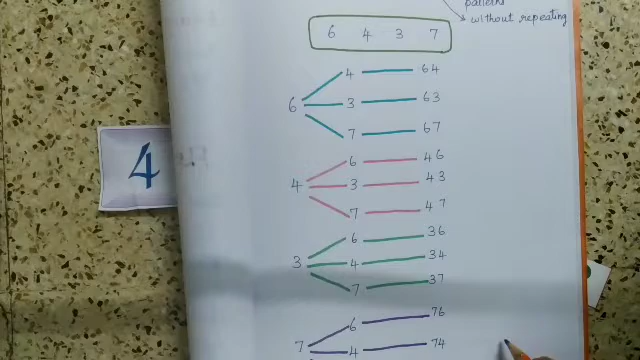 patterns
without repeating
6 4 3 7
4 64
6 3 63
7 67
6 46
4 3 43
7 47
6 36
3 4 34
7 37
6 76
7 4 74
4